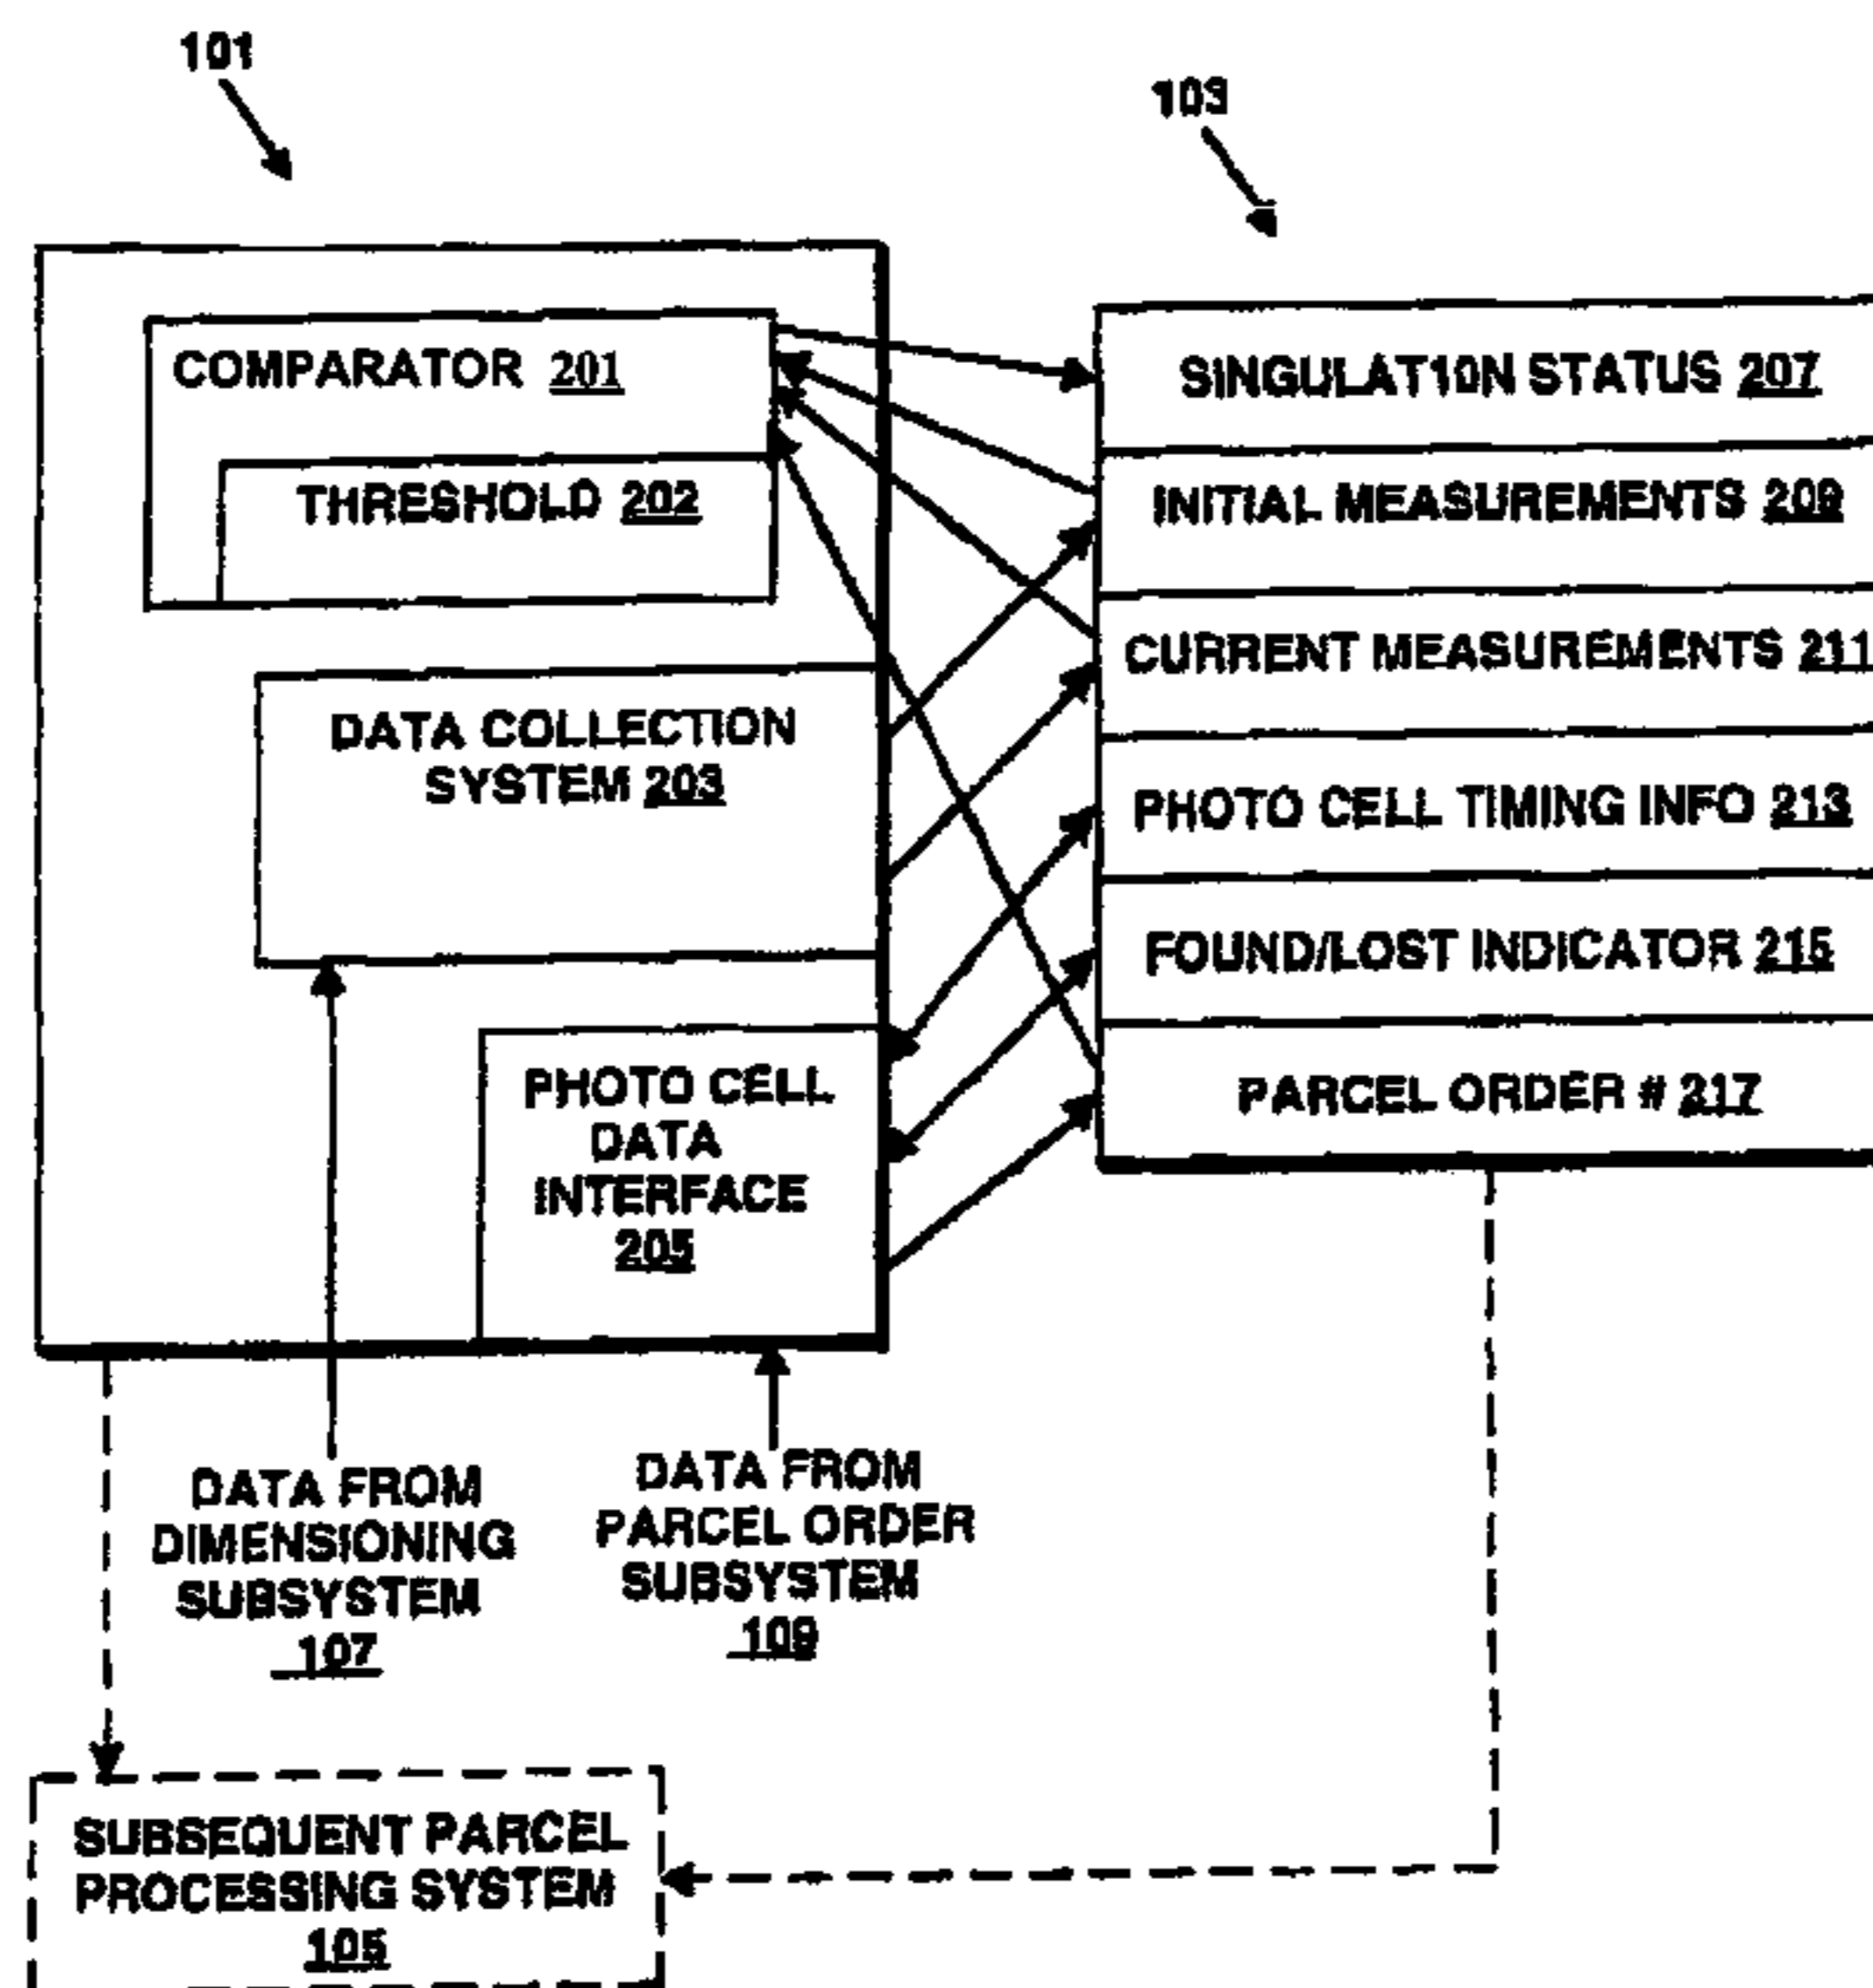 101
103
COMPARATOR 201
THRESHOLD 202
DATA COLLECTION
SYSTEM 203
PHOTO CELL
DATA
INTERFACE
205
SINGULAT10N STATUS 207
INITIAL MEASUREMENTS 209
CURRENT MEASUREMENTS 211
PHOTO CELL TIMING INFO 213
FOUND/LOST INDICATOR 215
PARCEL ORDER # 217
DATA FROM
DIMENSIONING
SUBSYSTEM
107
DATA FROM
PARCEL ORDER
SUBSYSTEM
109
SUBSEQUENT PARCEL
PROCESSING SYSTEM
105